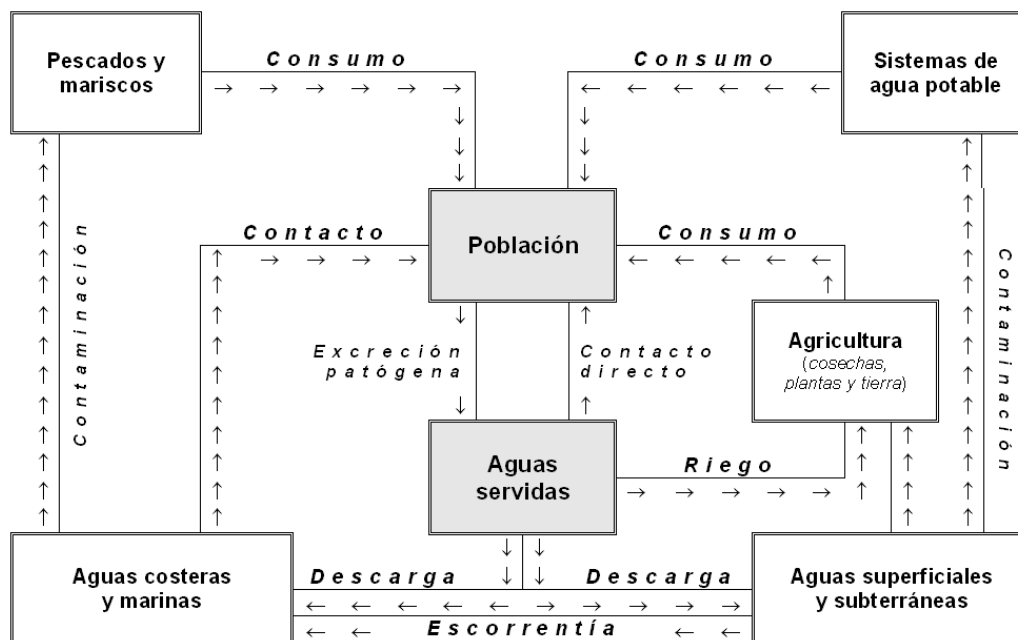 Pescados y
mariscos
Consumo
Consumo
Sistemas de
agua potable
Contaminación
Contacto
Población
Consumo
Contaminación
Excreción
patógena
Contacto
directo
Agricultura
(cosechas,
plantas y tierra)
Aguas
servidas
Riego
Aguas costeras
y marinas
Descarga
Descarga
Escorrentía
Aguas superficiales
y subterráneas